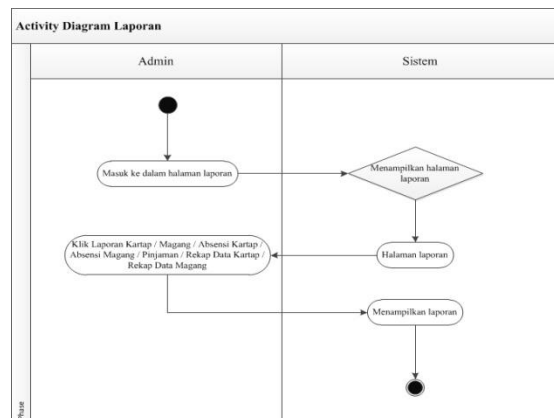 Activity Diagram Laporan
Admin
Sistem
Masuk ke dalam halaman laporan
Menampilkan halaman
laporan
Klik Laporan Kartap / Magang / Absensi Kartap /
Absensi Magang / Pinjaman / Rekap Data Kartap /
Rekap Data Magang
Halaman laporan
Menampilkan laporan
Phase